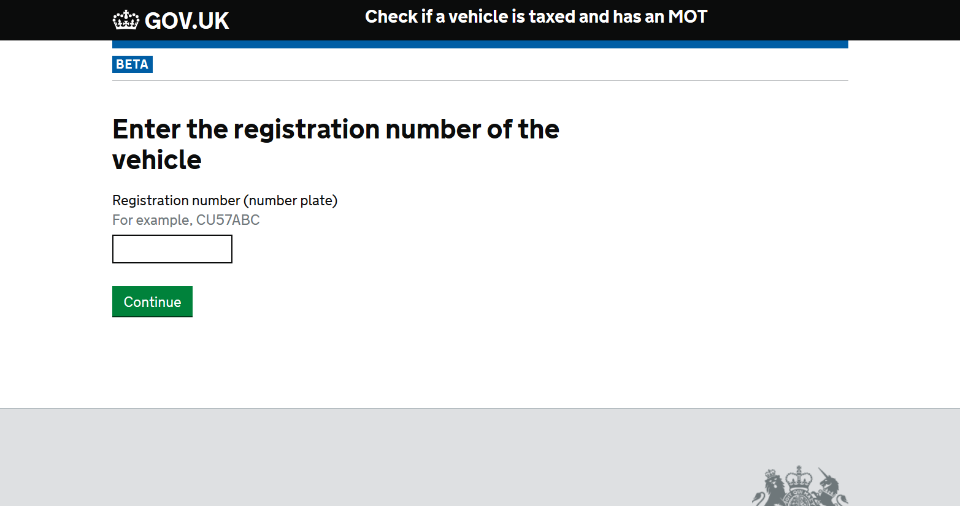 GOV.UK
Check if a vehicle is taxed and has an MOT
BETA
Enter the registration number of the
vehicle
Registration number (number plate)
For example, CU57ABC
Continue